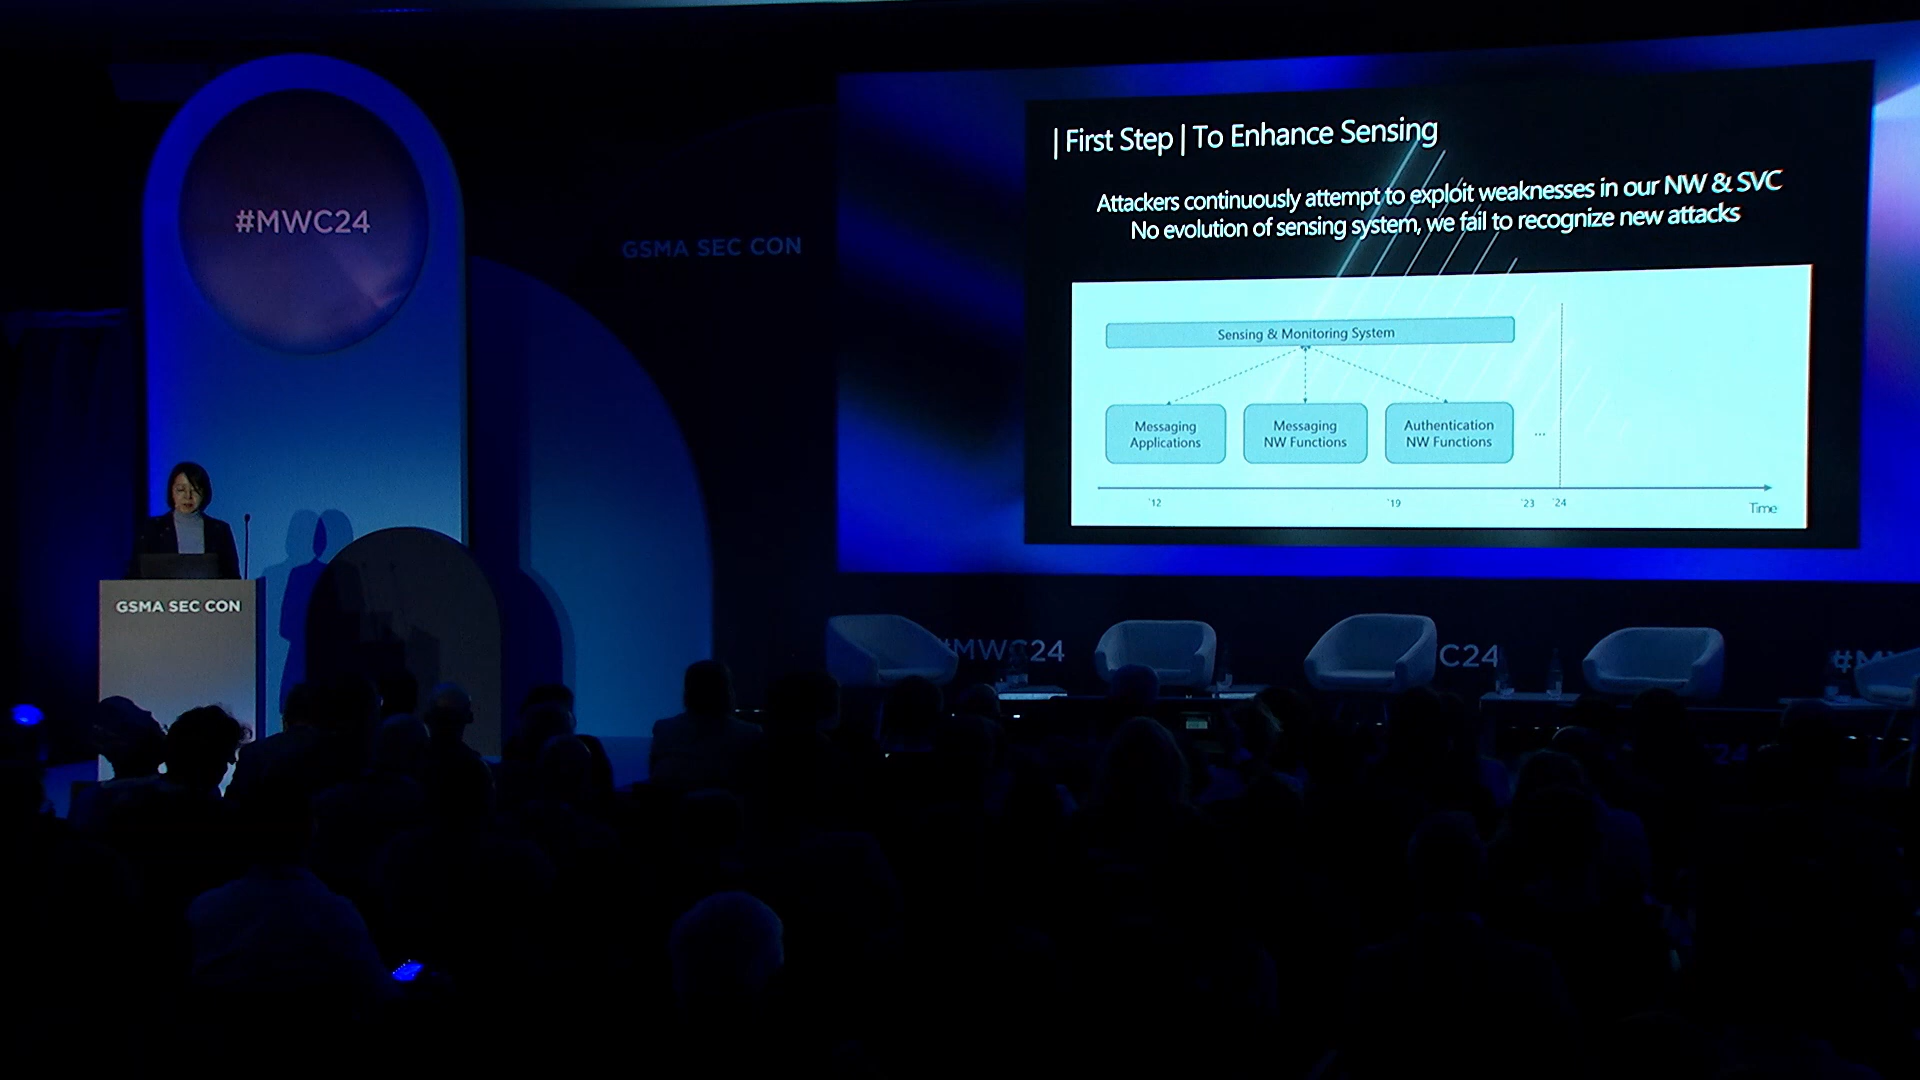 #MWC24
GSMA SEC CON
GSMA SEC CON
| First Step | To Enhance Sensing
Attackers continuously attempt to exploit weaknesses in our NW & SVC
No evolution of sensing system, we fail to recognize new attacks
Sensing & Monitoring System
Messaging
Applications
Messaging
NW Functions
Authentication
NW Functions
...
'12
'19
'23
'24
Time
#MWC24
C24
#M
'24